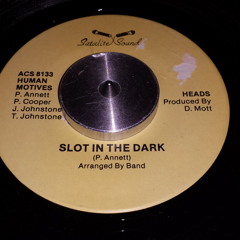 Satellite Sound
ACS 8133
HUMAN
MOTIVES
P. Annett
P. Cooper
J. Johnstone
T. Johnstone
HEADS
Produced By
D. Mott
SLOT IN THE DARK
(P. Annett)
Arranged By Band